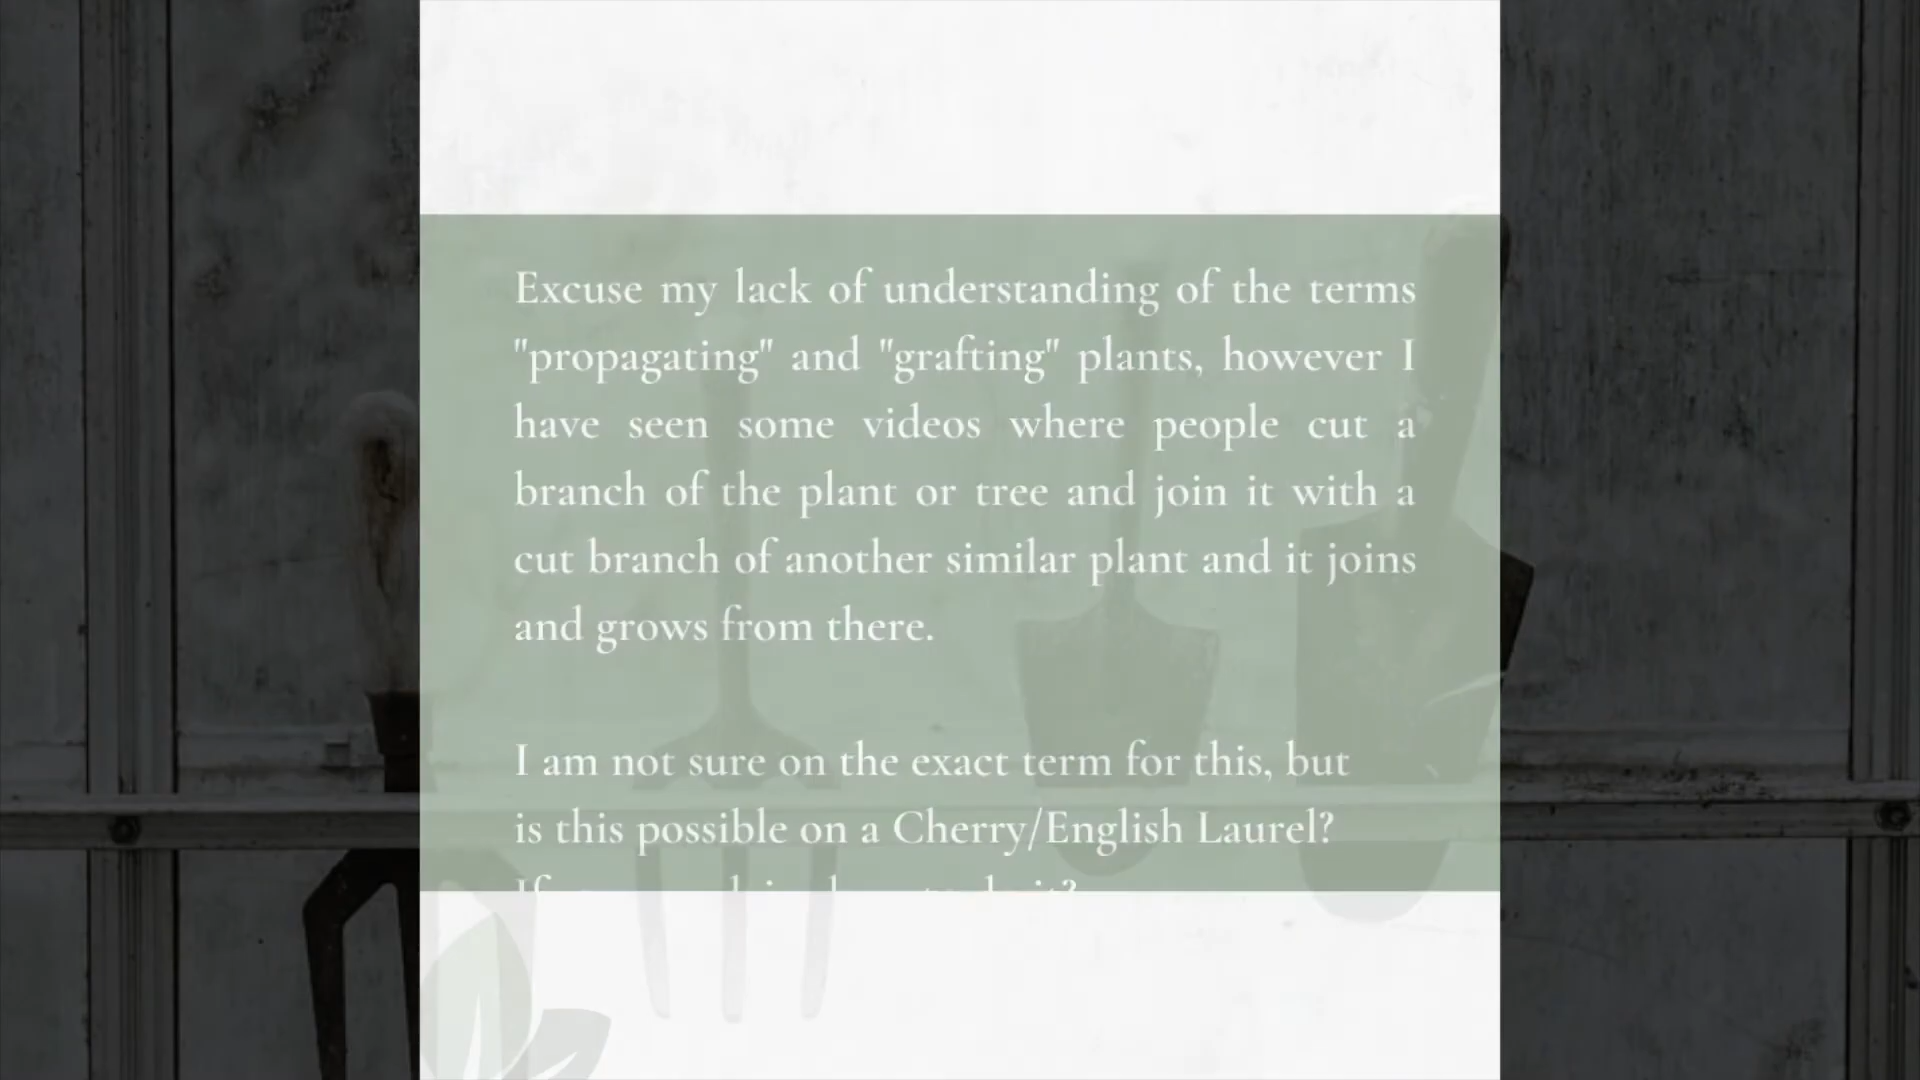 Excuse my lack of understanding of the terms
"propagating" and "grafting" plants, however I
have seen some videos where people cut a
branch of the plant or tree and join it with a
cut branch of another similar plant and it joins
and grows from there.
I am not sure on the exact term for this, but
is this possible on a Cherry/English Laurel?